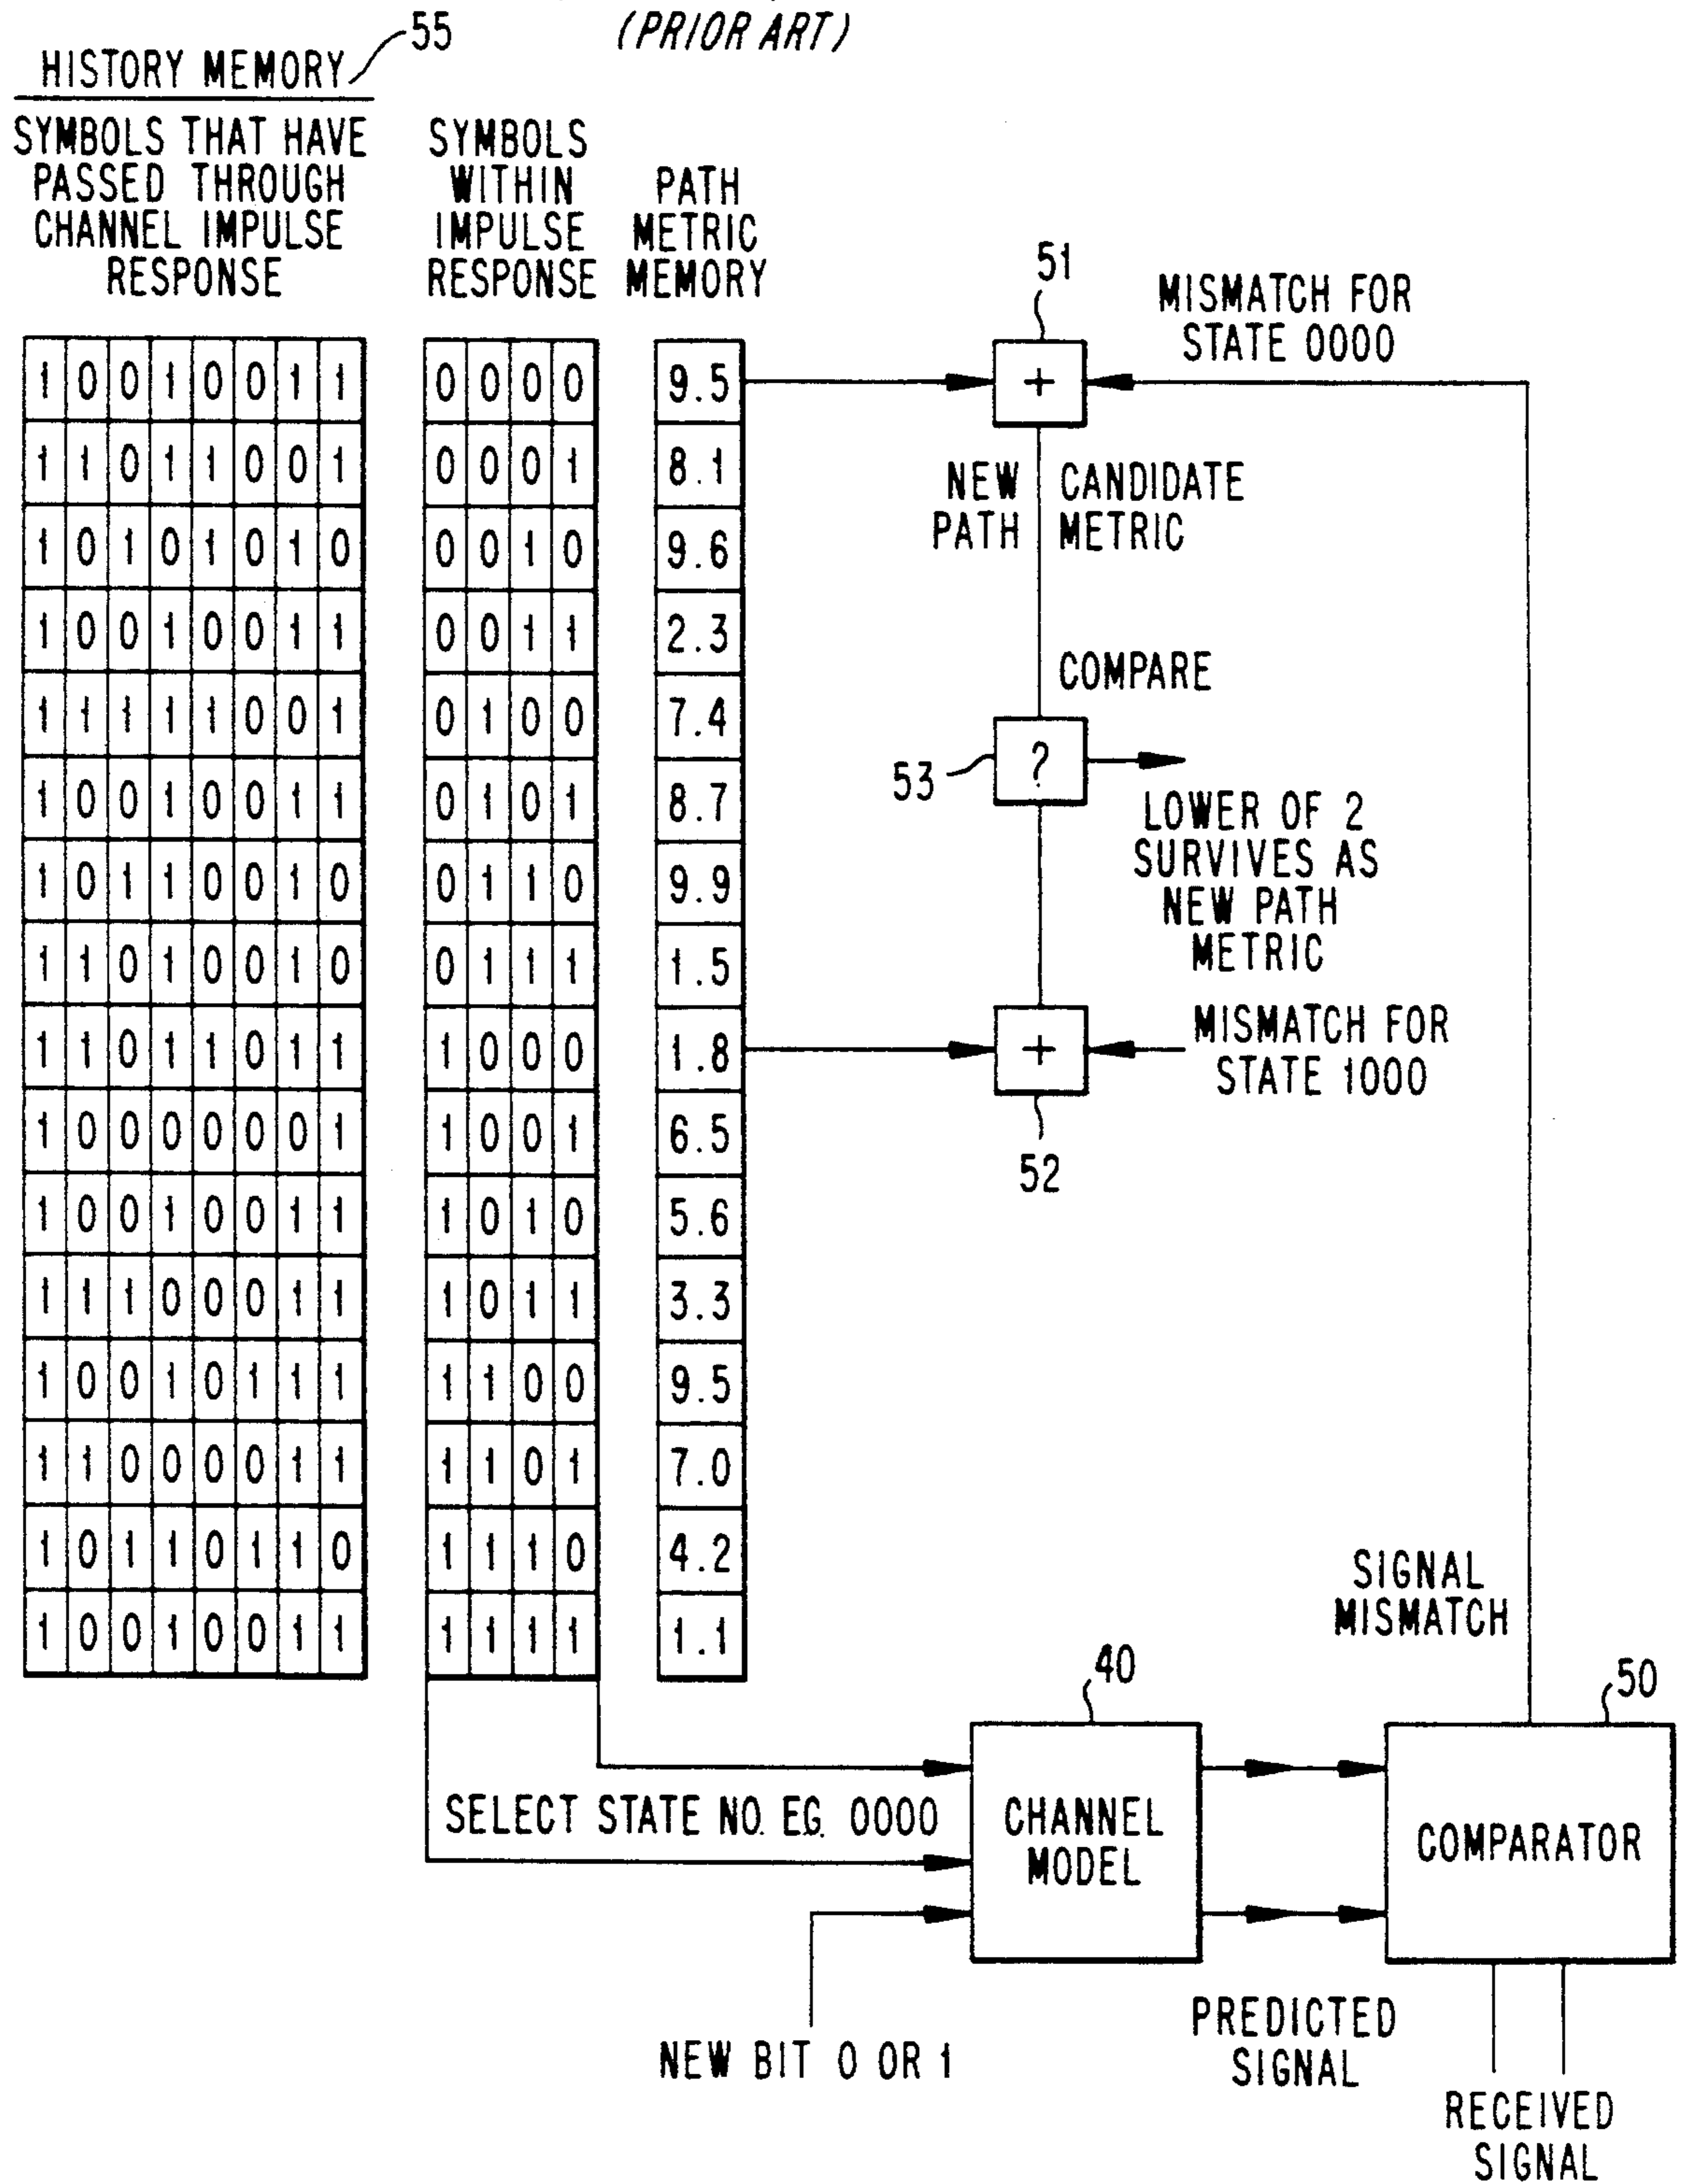 (PRIOR ART)
55
HISTORY MEMORY
SYMBOLS THAT HAVE
PASSED THROUGH
CHANNEL IMPULSE
RESPONSE
SYMBOLS
WITHIN
IMPULSE
RESPONSE
PATH
METRIC
MEMORY
1 0 0 1 0 0 1 1 0 0 0 0 9.5
1 1 0 1 1 0 0 1 0 0 0 1 8.1
1 0 1 0 1 0 1 0 0 0 1 0 9.6
1 0 0 1 0 0 1 1 0 0 1 1 2.3
1 1 1 1 1 0 0 1 0 1 0 0 7.4
1 0 0 1 0 0 1 1 0 1 0 1 8.7
1 0 1 1 0 0 1 0 0 1 1 0 9.9
1 1 0 1 0 0 1 0 0 1 1 1 1.5
1 1 0 1 1 0 1 1 1 0 0 0 1.8
1 0 0 0 0 0 0 1 1 0 0 1 6.5
1 0 0 1 0 0 1 1 1 0 1 0 5.6
1 1 1 0 0 0 1 1 1 0 1 1 3.3
1 0 0 1 0 1 1 1 1 1 0 0 9.5
1 1 0 0 0 0 1 1 1 1 0 1 7.0
1 0 1 1 0 1 1 0 1 1 1 0 4.2
1 0 0 1 0 0 1 1 1 1 1 1 1.1
51
+
MISMATCH FOR
STATE 0000
NEW CANDIDATE
PATH METRIC
COMPARE
53
?
LOWER OF 2
SURVIVES AS
NEW PATH
METRIC
+
MISMATCH FOR
STATE 1000
52
SIGNAL
MISMATCH
40
50
SELECT STATE NO. EG. 0000
CHANNEL
MODEL
COMPARATOR
NEW BIT 0 OR 1
PREDICTED
SIGNAL
RECEIVED
SIGNAL